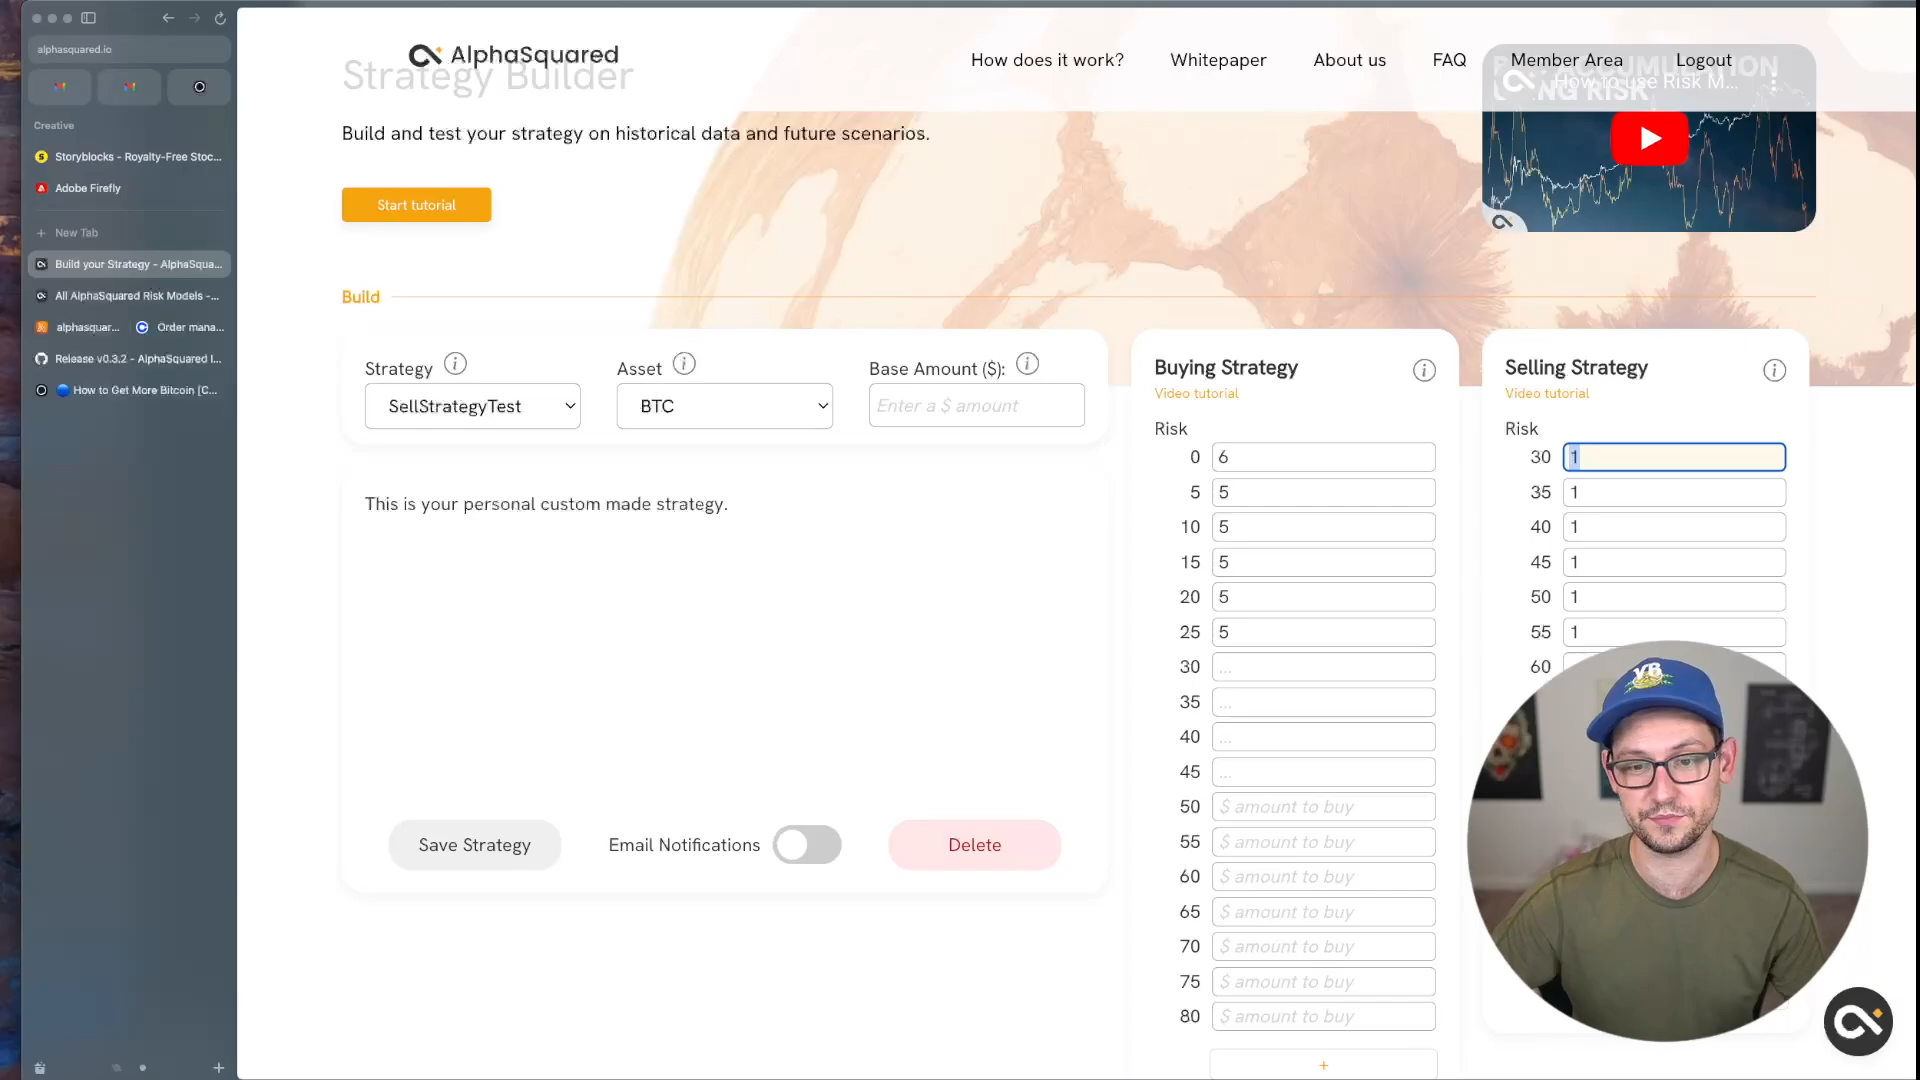 alphasquared.io
Creative
Storyblocks - Royalty-Free Stoc...
Adobe Firefly
+ New Tab
Build your Strategy - AlphaSqua...
All AlphaSquared Risk Models -...
alphasquar...
Order mana...
Release v0.3.2 - AlphaSquared I...
🔵 How to Get More Bitcoin [C...
AlphaSquared
How does it work?
Whitepaper
About us
FAQ
Member Area
Logout
Strategy Builder
How to use Risk M...
Build and test your strategy on historical data and future scenarios.
Start tutorial
Build
Strategy
SellStrategyTest
Asset
BTC
Base Amount ($):
Enter a $ amount
This is your personal custom made strategy.
Save Strategy
Email Notifications
Delete
Buying Strategy
Video tutorial
Risk
0 6
5 5
10 5
15 5
20 5
25 5
30 ...
35 ...
40 ...
45 ...
50 $ amount to buy
55 $ amount to buy
60 $ amount to buy
65 $ amount to buy
70 $ amount to buy
75 $ amount to buy
80 $ amount to buy
+
Selling Strategy
Video tutorial
Risk
30 1
35 1
40 1
45 1
50 1
55 1
60
VB